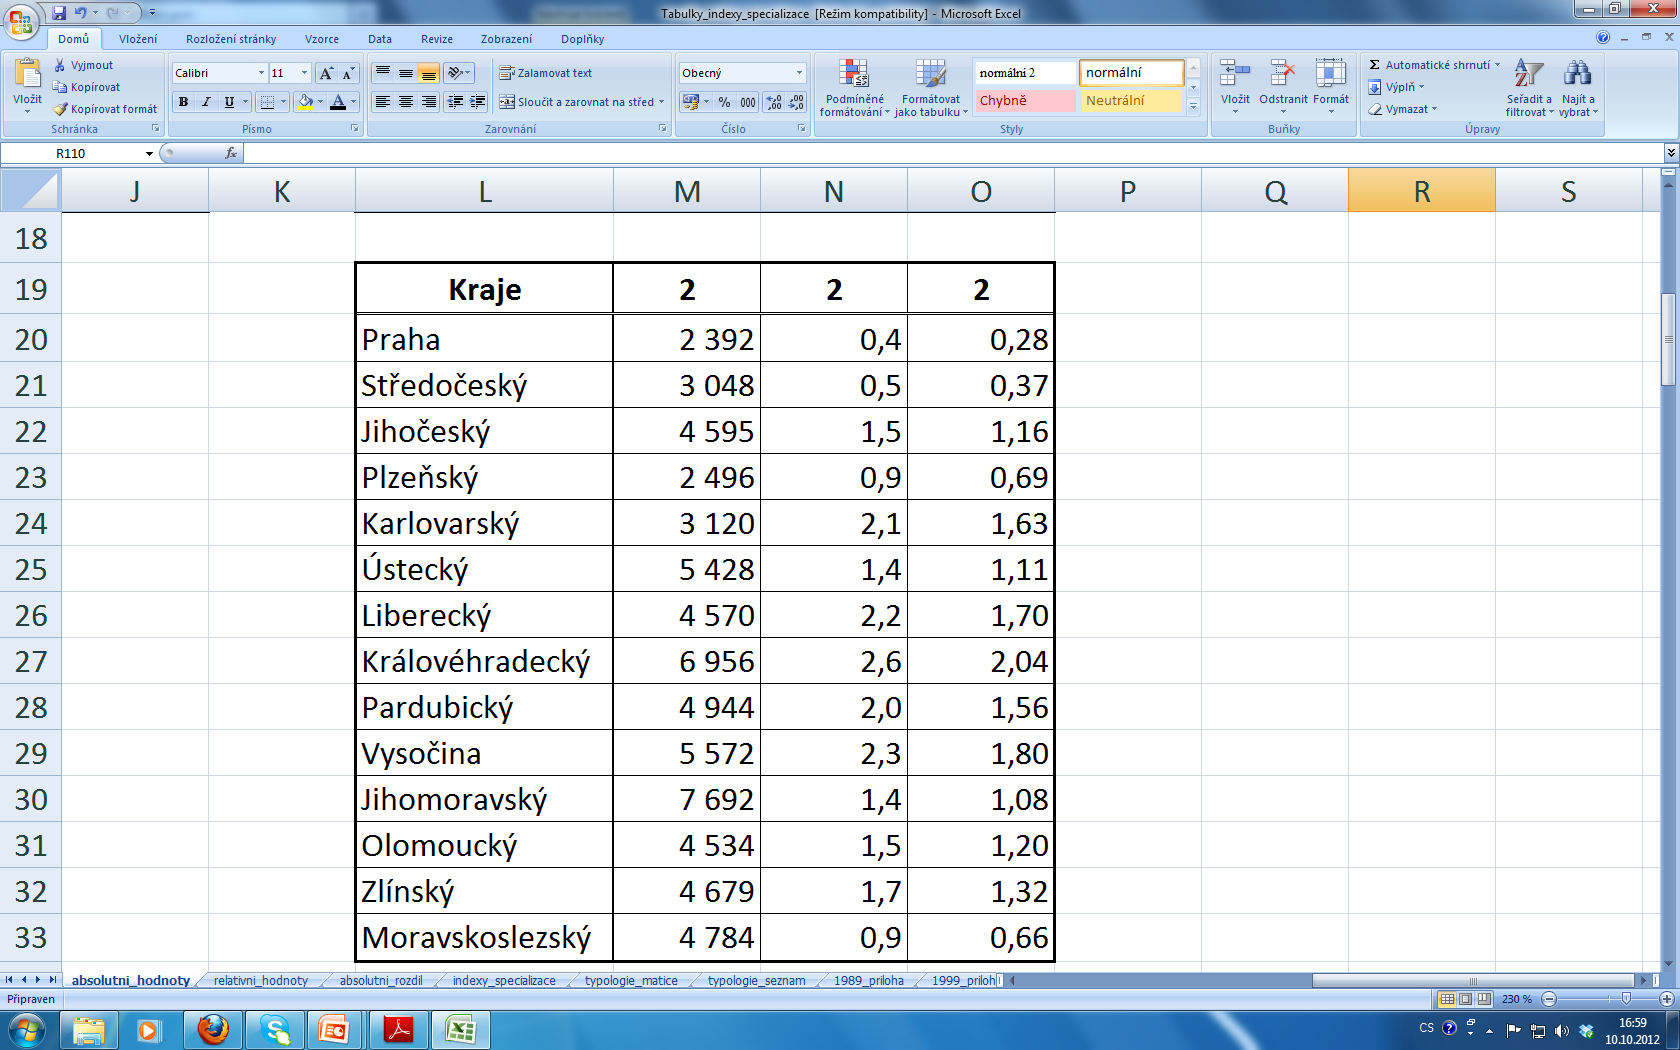 Tabulky_indexy_specializace [Režim kompatibility] - Microsoft Excel
Domů Vložení Rozložení stránky Vzorce Data Revize Zobrazení Doplňky
Vložit
Vyjmout
Kopírovat
Kopírovat formát
Schránka
Calibri 11
B I U
Písmo
Zalamovat text
Sloučit a zarovnat na střed
Zarovnání
Obecný
% 000
Číslo
Podmíněné formátování
Formátovat jako tabulku
normální 2 normální
Chybně Neutrální
Styly
Vložit Odstranit Formát
Buňky
Σ Automatické shrnutí
Výplň
Vymazat
Seřadit a filtrovat
Najít a vybrat
Úpravy
R110 fx
J K L M N O P Q R S
18
19 Kraje 2 2 2
20 Praha 2 392 0,4 0,28
21 Středočeský 3 048 0,5 0,37
22 Jihočeský 4 595 1,5 1,16
23 Plzeňský 2 496 0,9 0,69
24 Karlovarský 3 120 2,1 1,63
25 Ústecký 5 428 1,4 1,11
26 Liberecký 4 570 2,2 1,70
27 Královéhradecký 6 956 2,6 2,04
28 Pardubický 4 944 2,0 1,56
29 Vysočina 5 572 2,3 1,80
30 Jihomoravský 7 692 1,4 1,08
31 Olomoucký 4 534 1,5 1,20
32 Zlínský 4 679 1,7 1,32
33 Moravskoslezský 4 784 0,9 0,66
absolutni_hodnoty relativni_hodnoty absolutni_rozdil indexy_specializace typologie_matice typologie_seznam 1989_priloha 1999_priloh
Připraven 230 %
CS 16:59
10.10.2012